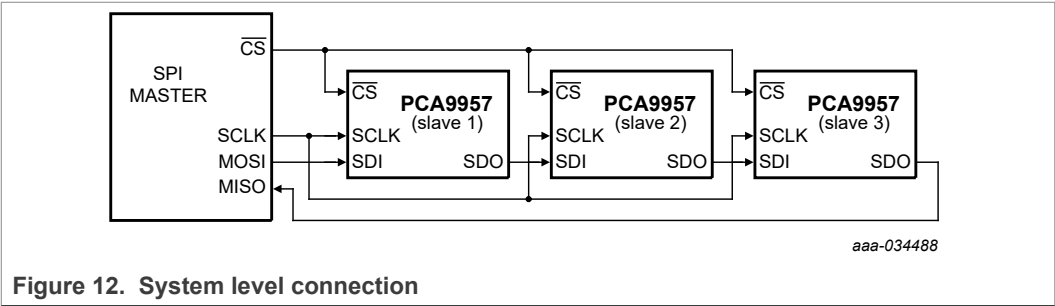 CS
SPI
MASTER
SCLK
MOSI
MISO
CS
PCA9957
(slave 1)
SCLK
SDI
SDO
CS
PCA9957
(slave 2)
SCLK
SDI
SDO
CS
PCA9957
(slave 3)
SCLK
SDI
SDO
aaa-034488
Figure 12. System level connection